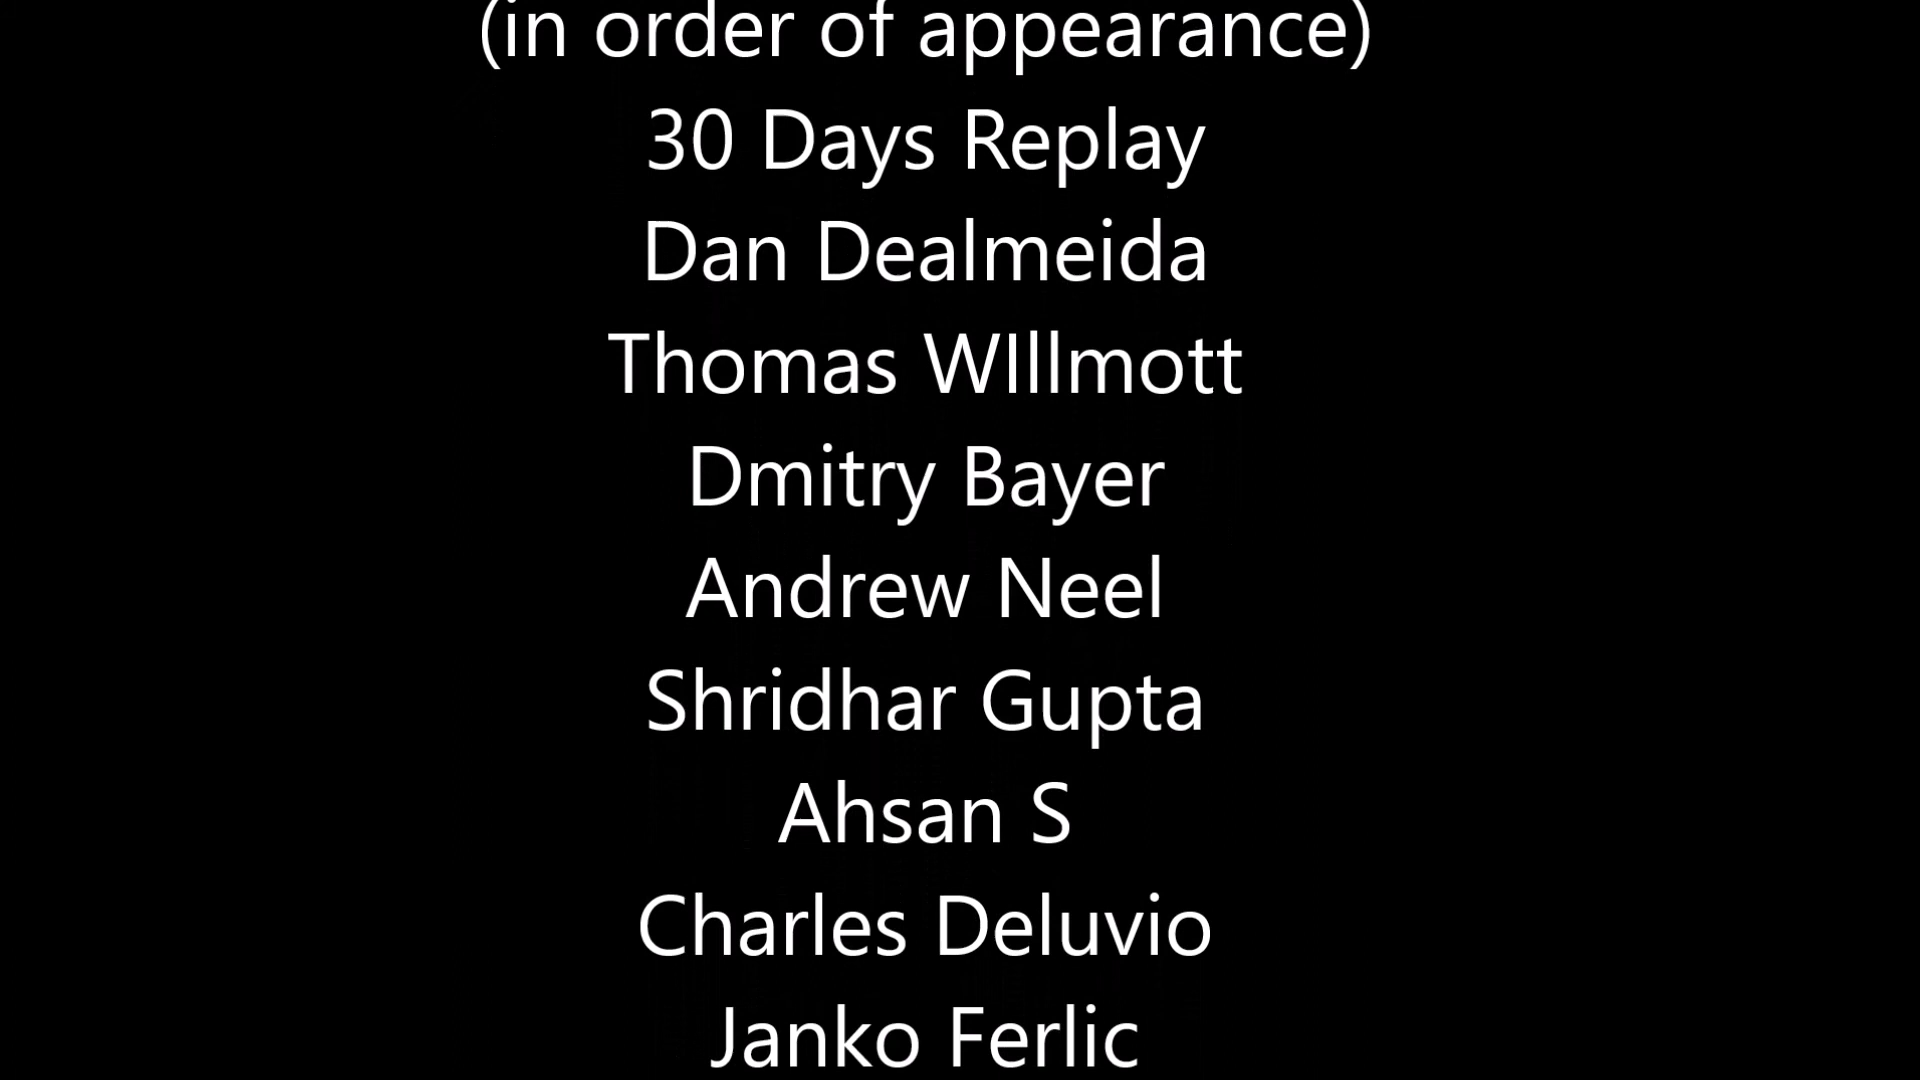 (in order of appearance)
30 Days Replay
Dan Dealmeida
Thomas WIllmott
Dmitry Bayer
Andrew Neel
Shridhar Gupta
Ahsan S
Charles Deluvio
Janko Ferlic